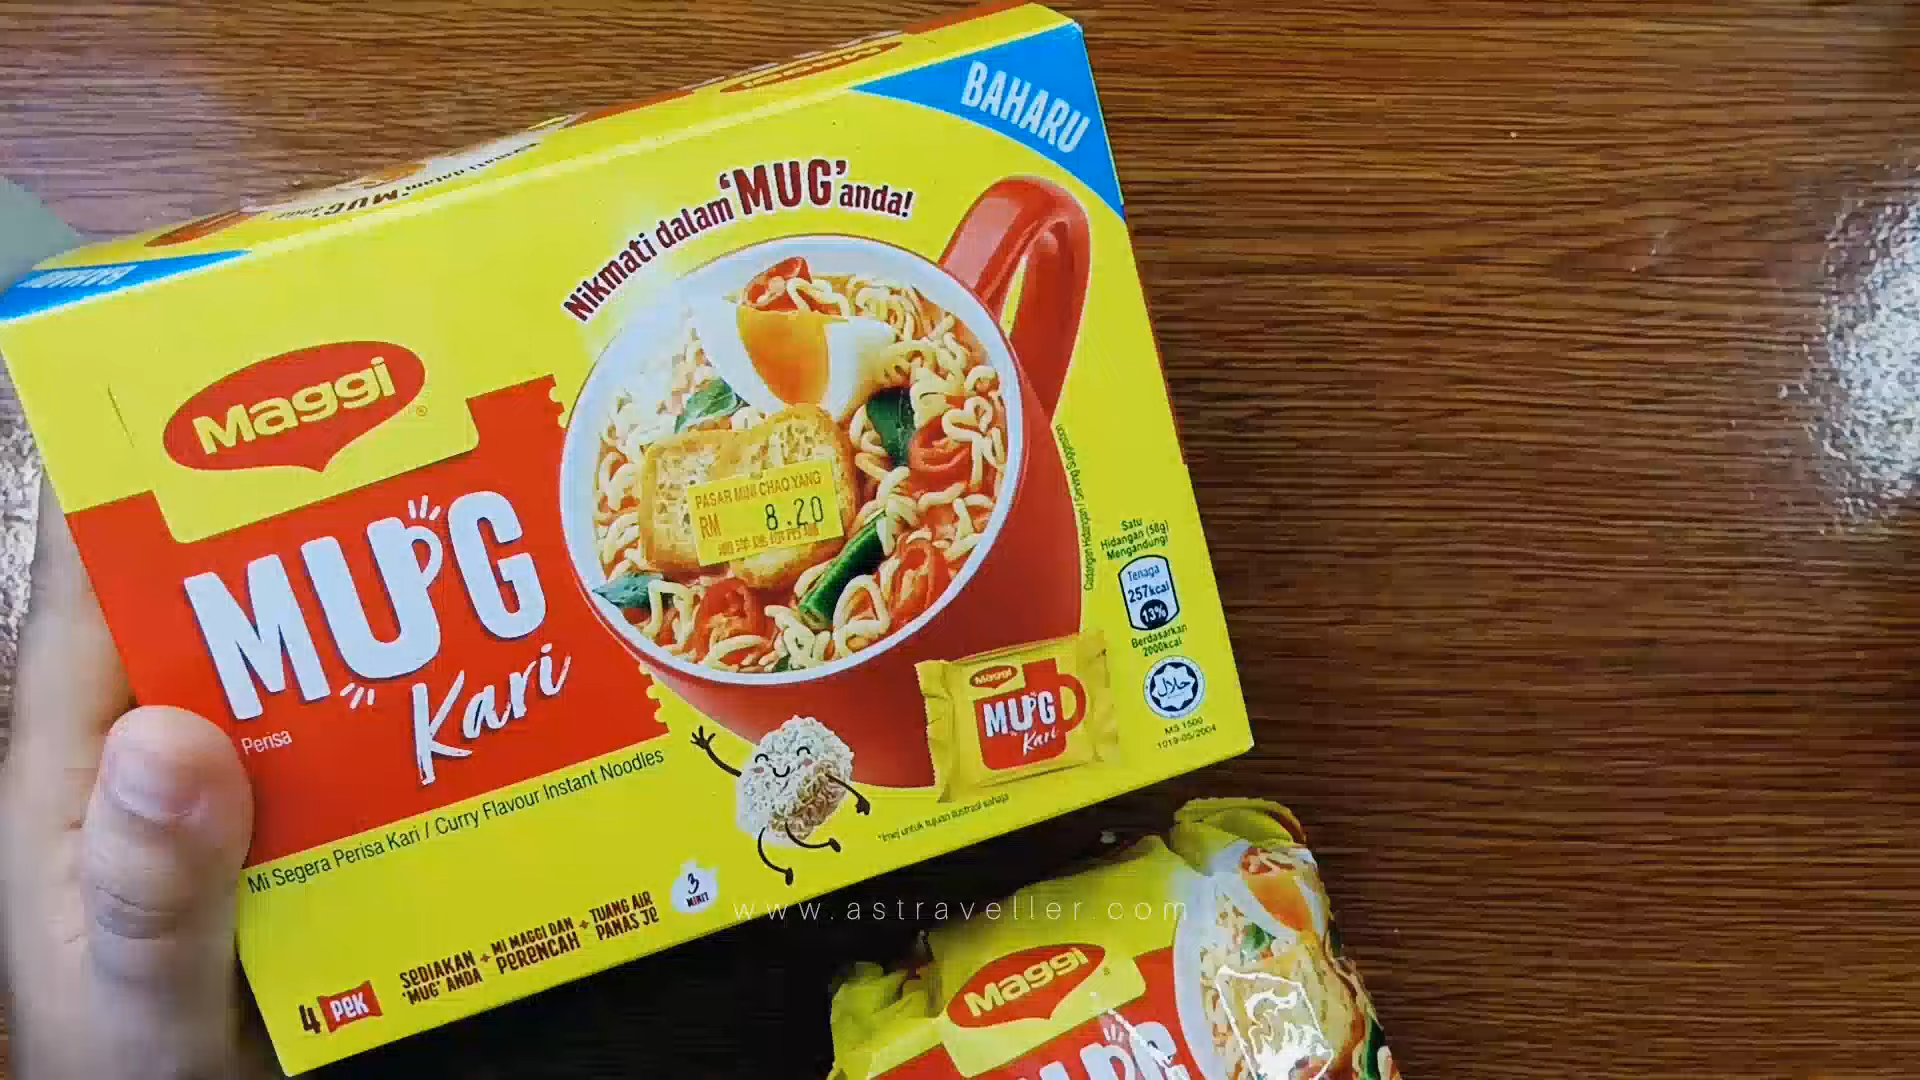 BAHARU
Nikmati dalam 'MUG' anda!
Maggi®
MUG
Kari
Perisa
Mi Segera Perisa Kari / Curry Flavour Instant Noodles
PASAR MINI CHAO YANG
RM 8.20
Cadangan Hidangan / Serving Suggestion
Satu
Hidangan (58g)
Mengandungi
Tenaga
257kcal
13%
Berdasarkan
2000kcal
حلال
MS 1500
1019-05/2004
Maggi
MUG
Kari
*Imej untuk tujuan ilustrasi sahaja
4 PEK
SEDIAKAN 'MUG' ANDA + MI MAGGI DAN PERENCAH + TUANG AIR PANAS JE
3 MINIT
www.astraveller.com
Maggi
MUG